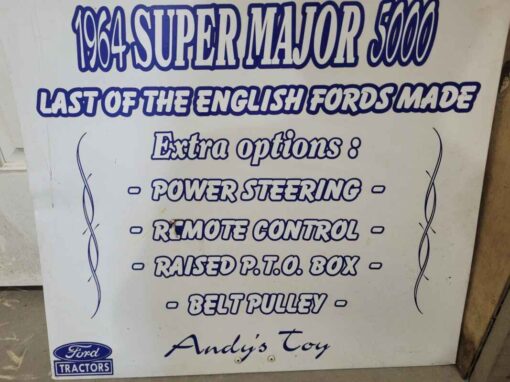 1964 SUPER MAJOR 5000
LAST OF THE ENGLISH FORDS MADE
Extra options :
- POWER STEERING -
- REMOTE CONTROL -
- RAISED P.T.O. BOX -
- BELT PULLEY -
Andy's Toy
Ford
TRACTORS